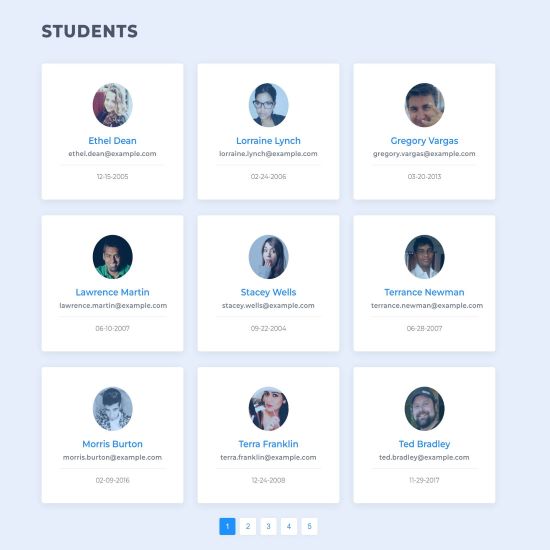 STUDENTS
Ethel Dean
ethel.dean@example.com
12-15-2005
Lorraine Lynch
lorraine.lynch@example.com
02-24-2006
Gregory Vargas
gregory.vargas@example.com
03-20-2013
Lawrence Martin
lawrence.martin@example.com
06-10-2007
Stacey Wells
stacey.wells@example.com
09-22-2004
Terrance Newman
terrance.newman@example.com
06-28-2007
Morris Burton
morris.burton@example.com
02-09-2016
Terra Franklin
terra.franklin@example.com
12-24-2008
Ted Bradley
ted.bradley@example.com
11-29-2017
1 2 3 4 5